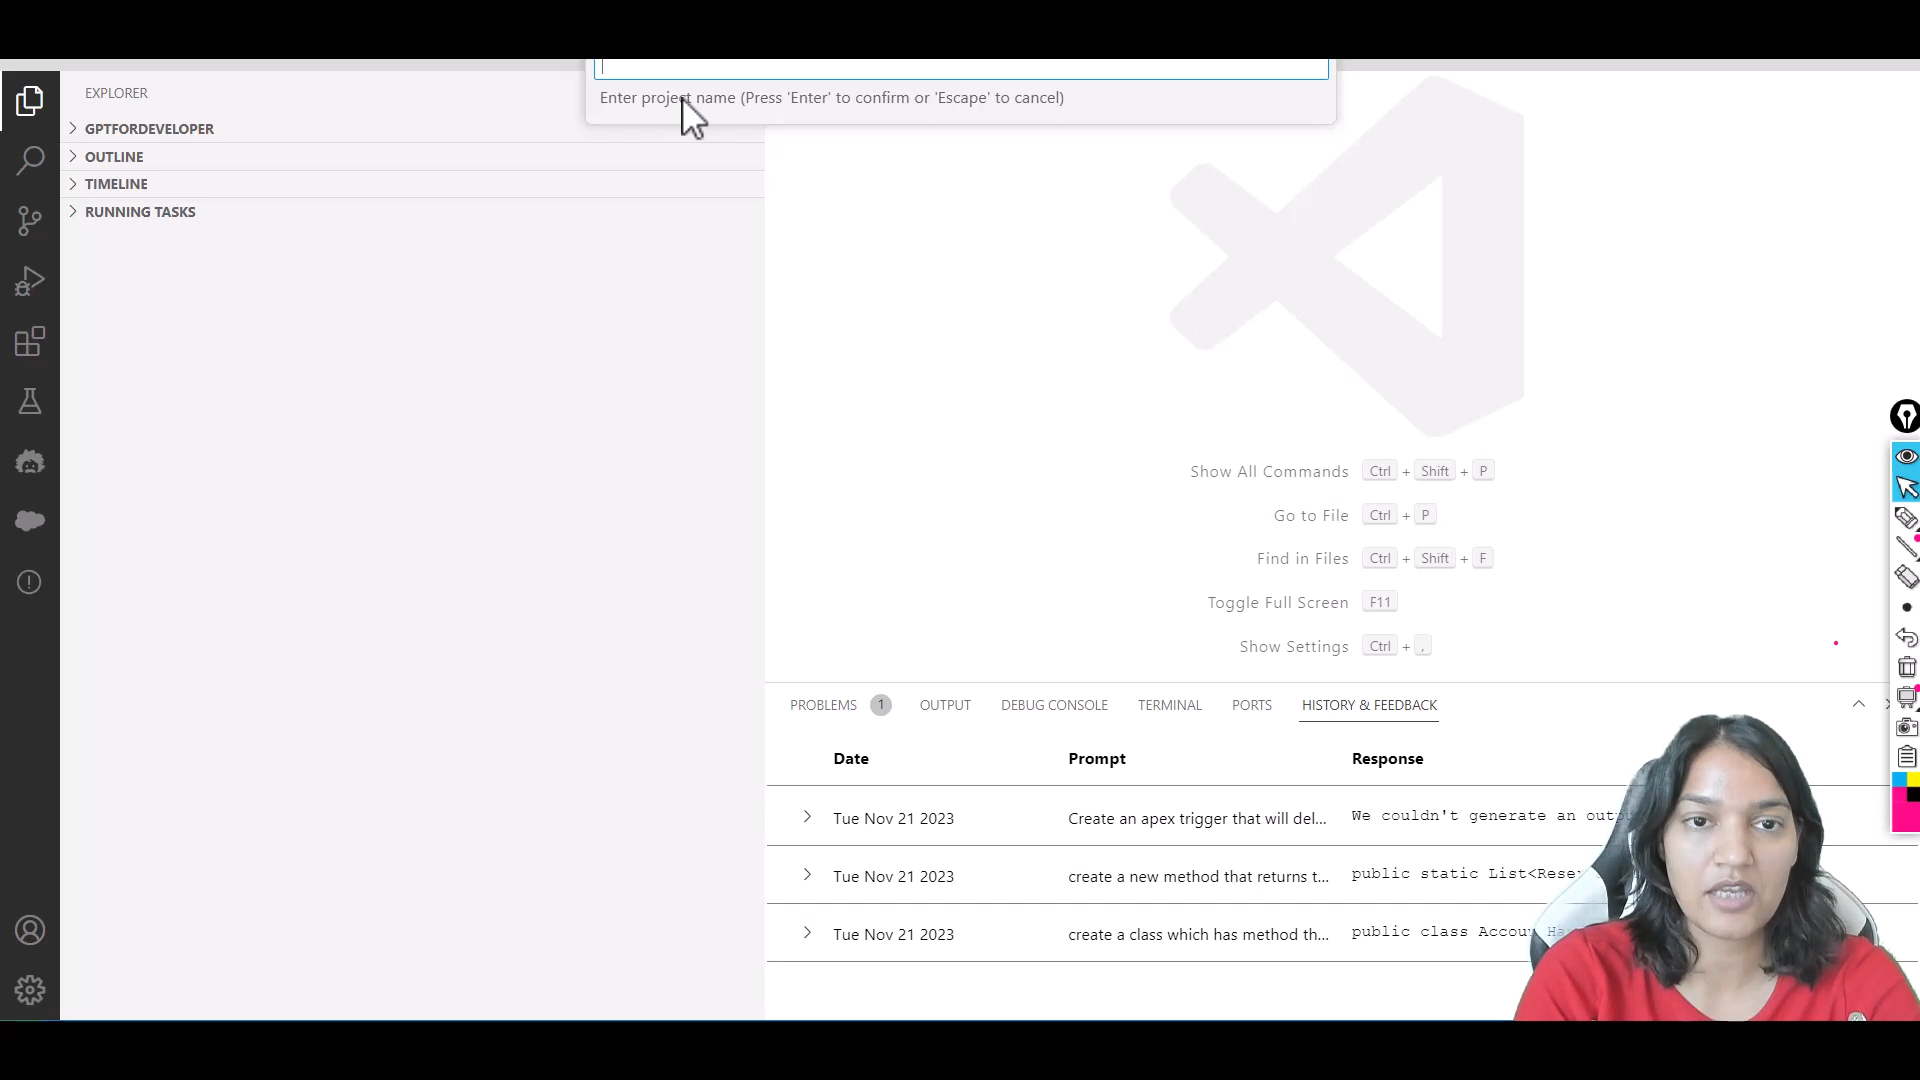 Enter project name (Press 'Enter' to confirm or 'Escape' to cancel)
EXPLORER
GPTFORDEVELOPER
OUTLINE
TIMELINE
RUNNING TASKS
Show All Commands Ctrl + Shift + P
Go to File Ctrl + P
Find in Files Ctrl + Shift + F
Toggle Full Screen F11
Show Settings Ctrl + ,
PROBLEMS 1 OUTPUT DEBUG CONSOLE TERMINAL PORTS HISTORY & FEEDBACK
Date Prompt Response
Tue Nov 21 2023 Create an apex trigger that will del... We couldn't generate an outpu
Tue Nov 21 2023 create a new method that returns t... public static List<Rese
Tue Nov 21 2023 create a class which has method th... public class Accoun Ha